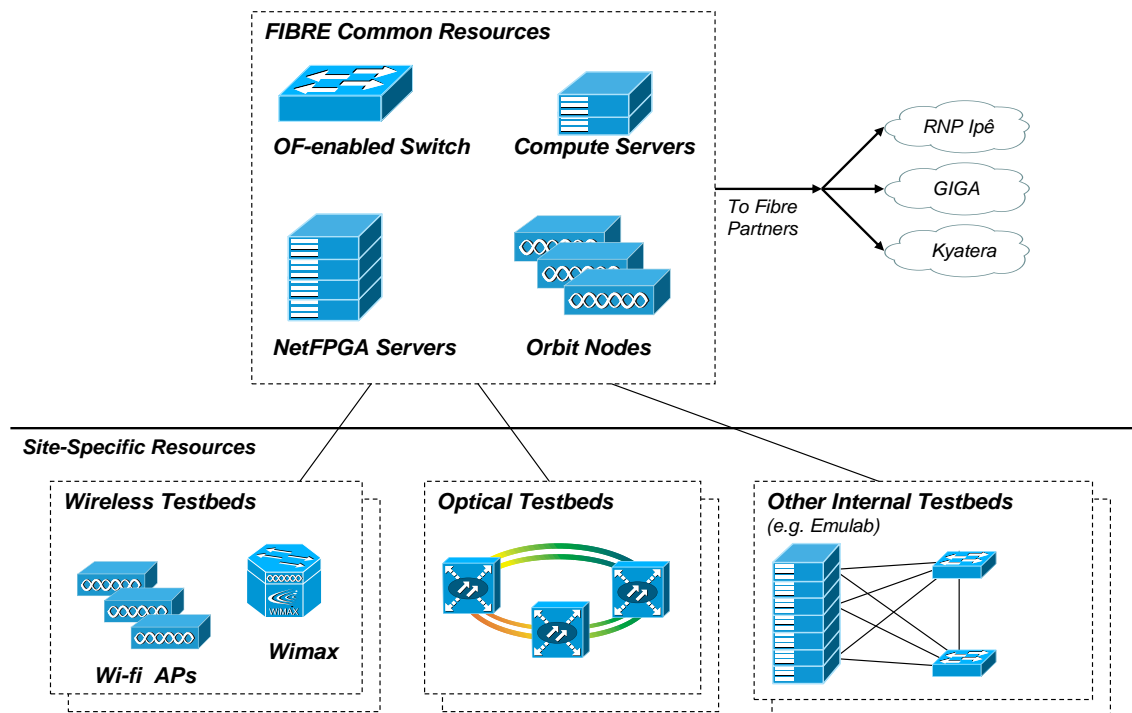 FIBRE Common Resources
OF-enabled Switch
Compute Servers
NetFPGA Servers
Orbit Nodes
To Fibre
Partners
RNP Ipê
GIGA
Kyatera
Site-Specific Resources
Wireless Testbeds
WiMAX
Wimax
Wi-fi APs
Optical Testbeds
Other Internal Testbeds
(e.g. Emulab)